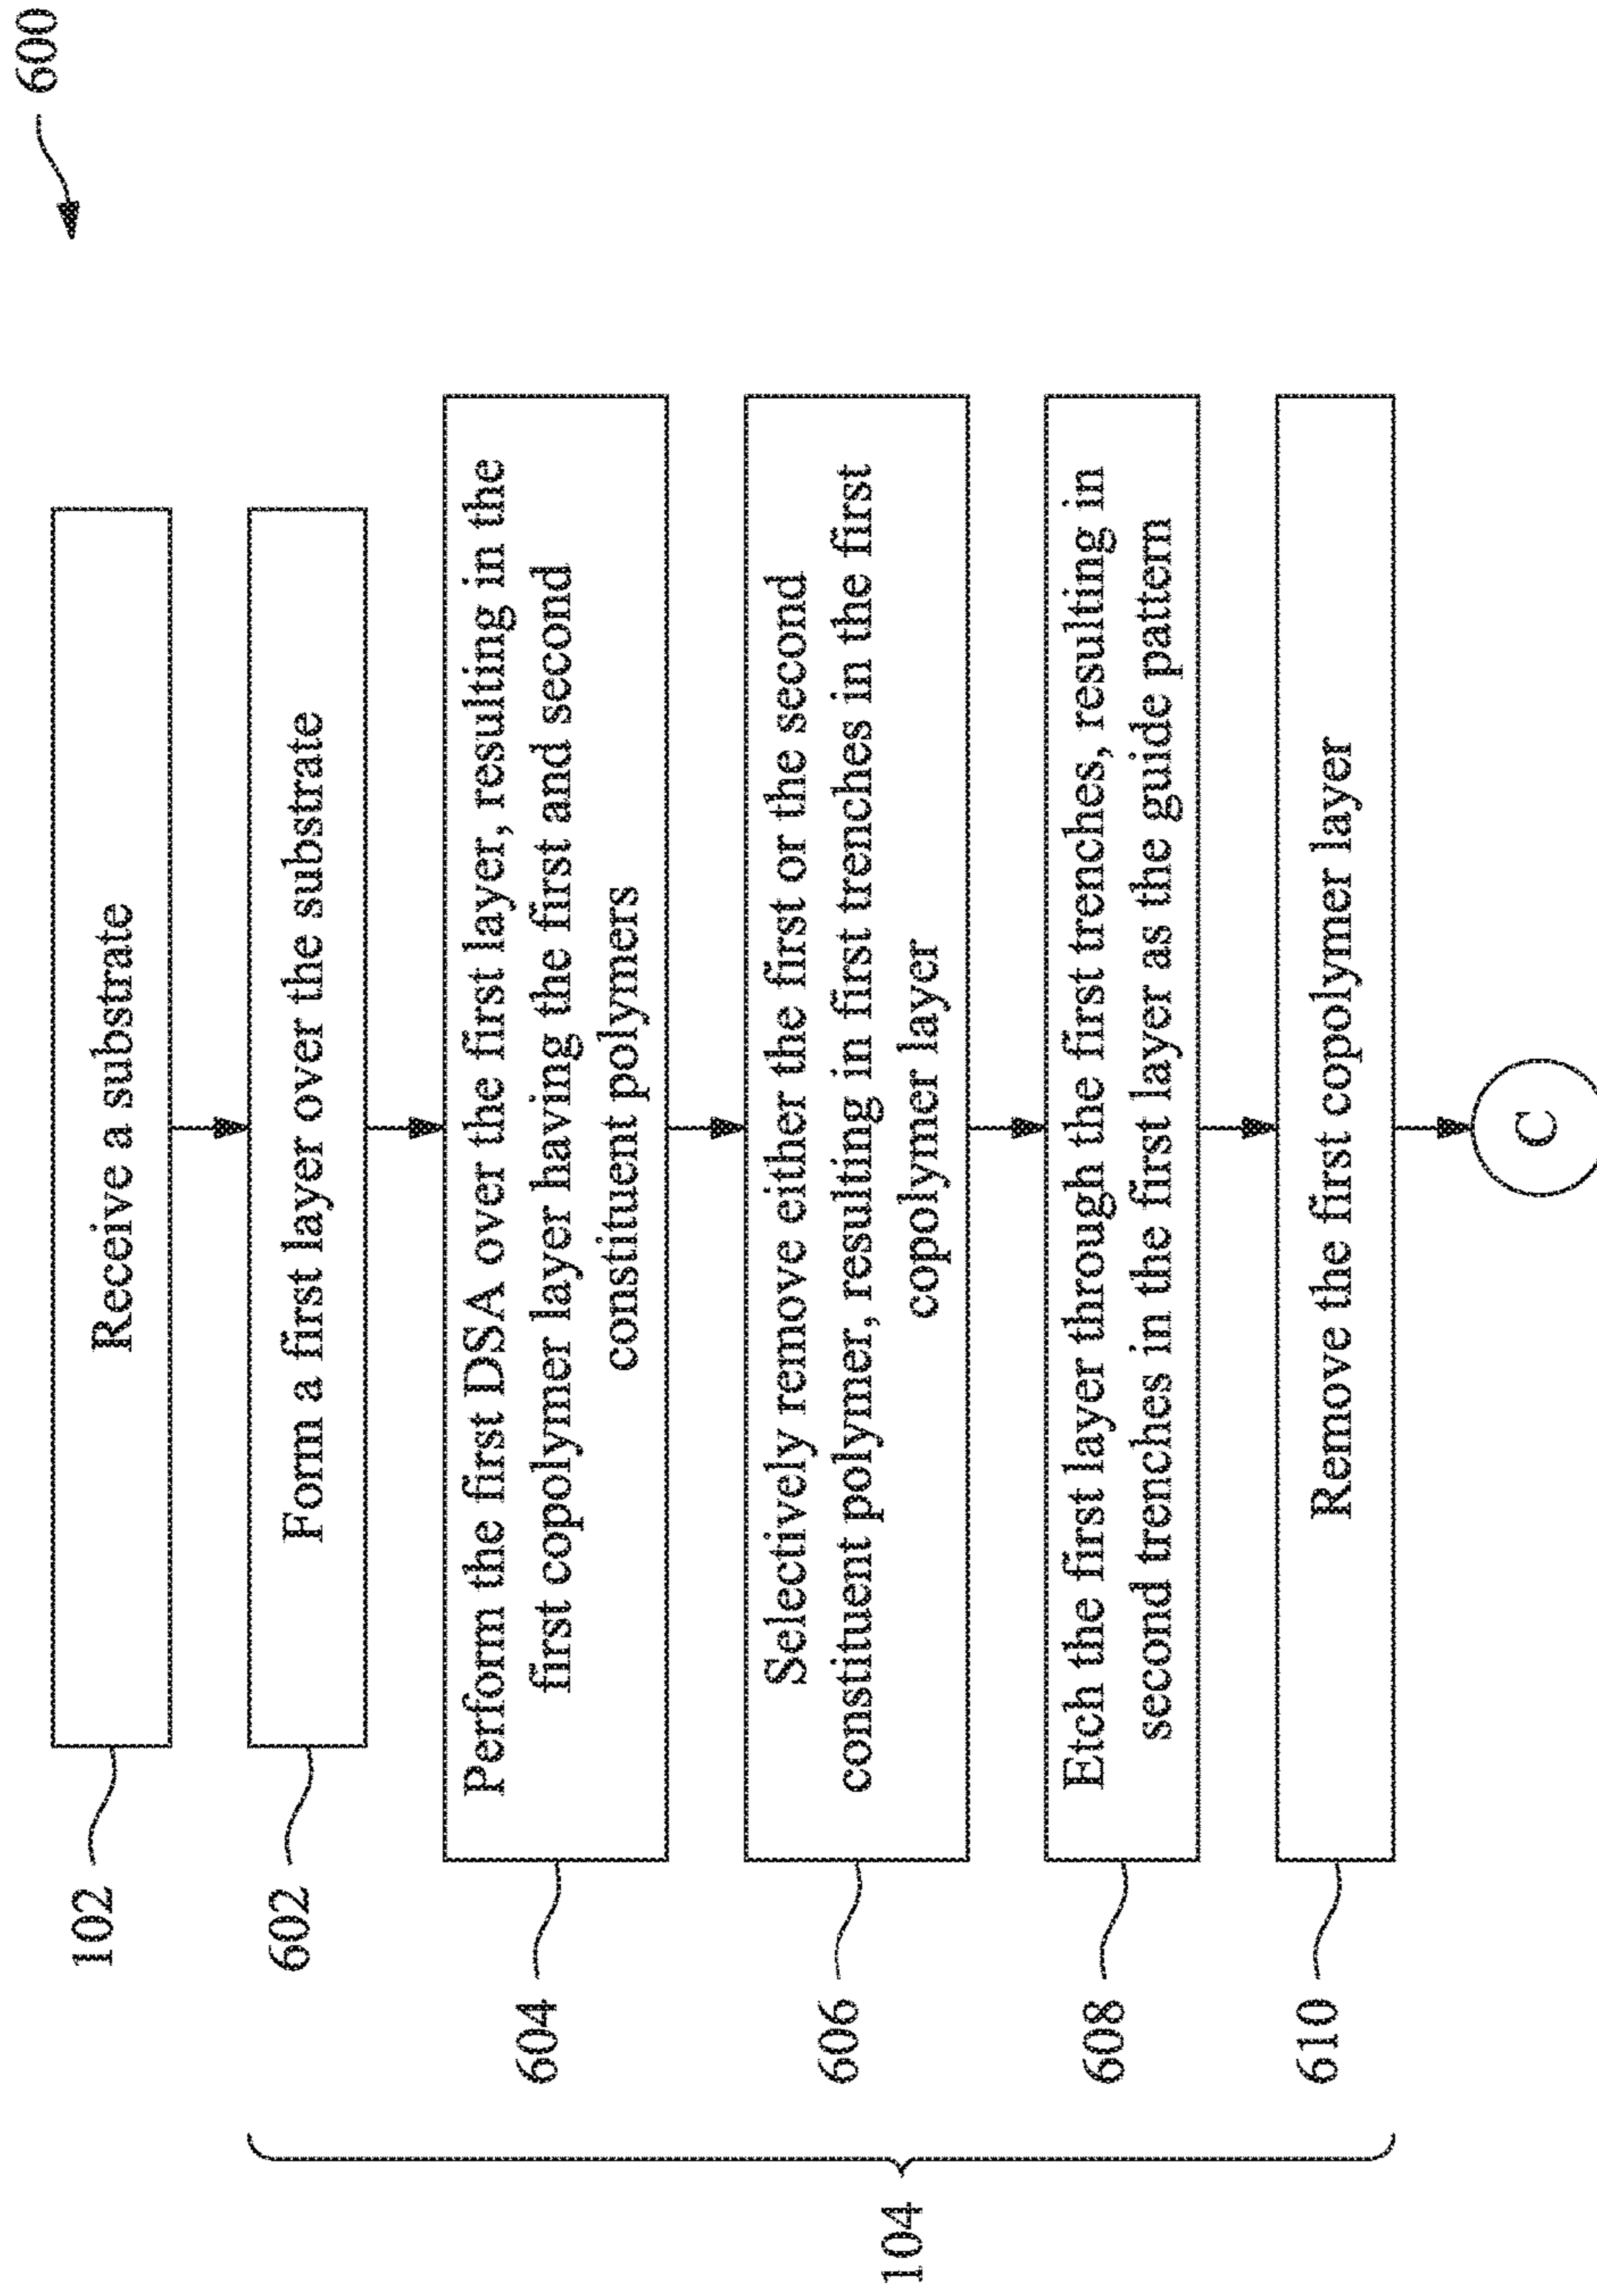 600
102
Receive a substrate
602
Form a first layer over the substrate
604
Perform the first DSA over the first layer, resulting in the
first copolymer layer having the first and second
constituent polymers
606
Selectively remove either the first or the second
constituent polymer, resulting in first trenches in the first
copolymer layer
608
Etch the first layer through the first trenches, resulting in
second trenches in the first layer as the guide pattern
610
Remove the first copolymer layer
104
C